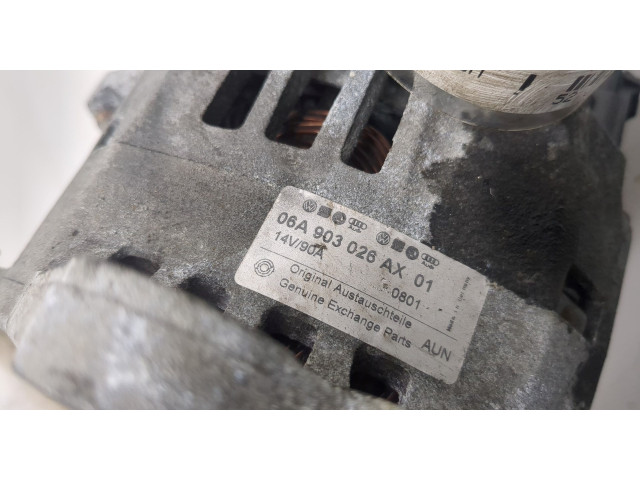 06A 903 026 AX 01
14V/90A
0801
Original Austauschteile
Genuine Exchange Parts
AUN